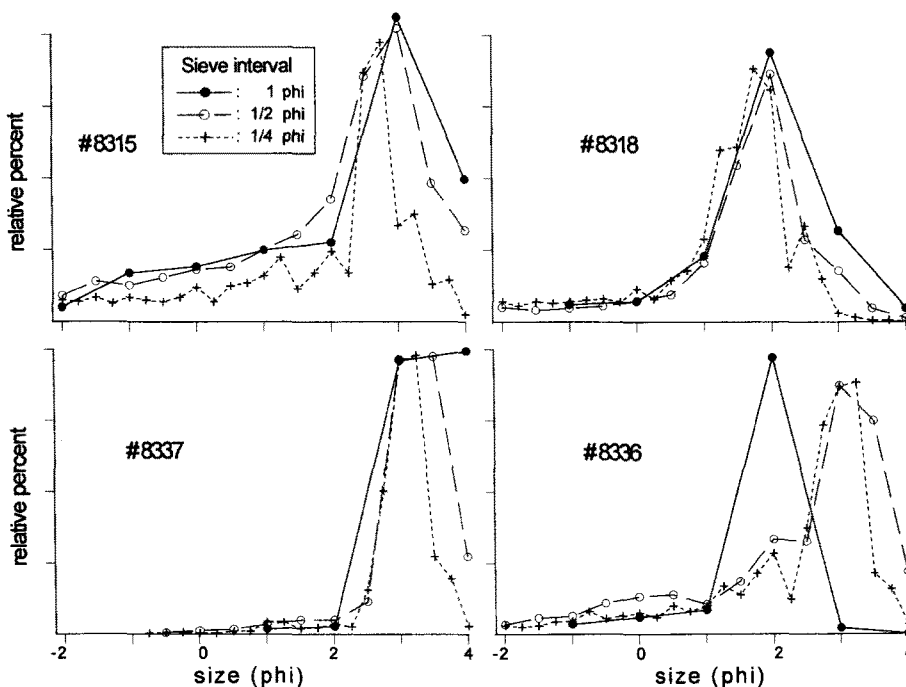 Sieve interval
: 1 phi
: 1/2 phi
: 1/4 phi
#8315
#8318
relative percent
#8337
#8336
relative percent
-2 0 2 4
-2 0 2 4
size (phi)
size (phi)